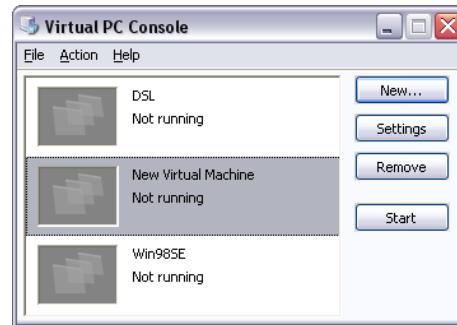 Virtual PC Console
File Action Help
DSL
Not running
New Virtual Machine
Not running
Win98SE
Not running
New...
Settings
Remove
Start